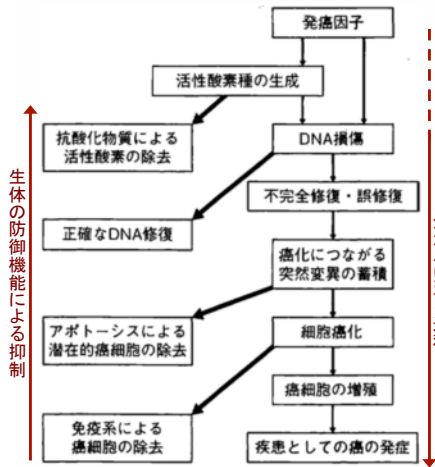 発癌因子
活性酸素種の生成
抗酸化物質による
活性酸素の除去
DNA損傷
不完全修復・誤修復
正確なDNA修復
癌化につながる
突然変異の蓄積
アポトーシスによる
潜在的癌細胞の除去
細胞癌化
癌細胞の増殖
免疫系による
癌細胞の除去
疾患としての癌の発症
生体の防御機能による抑制